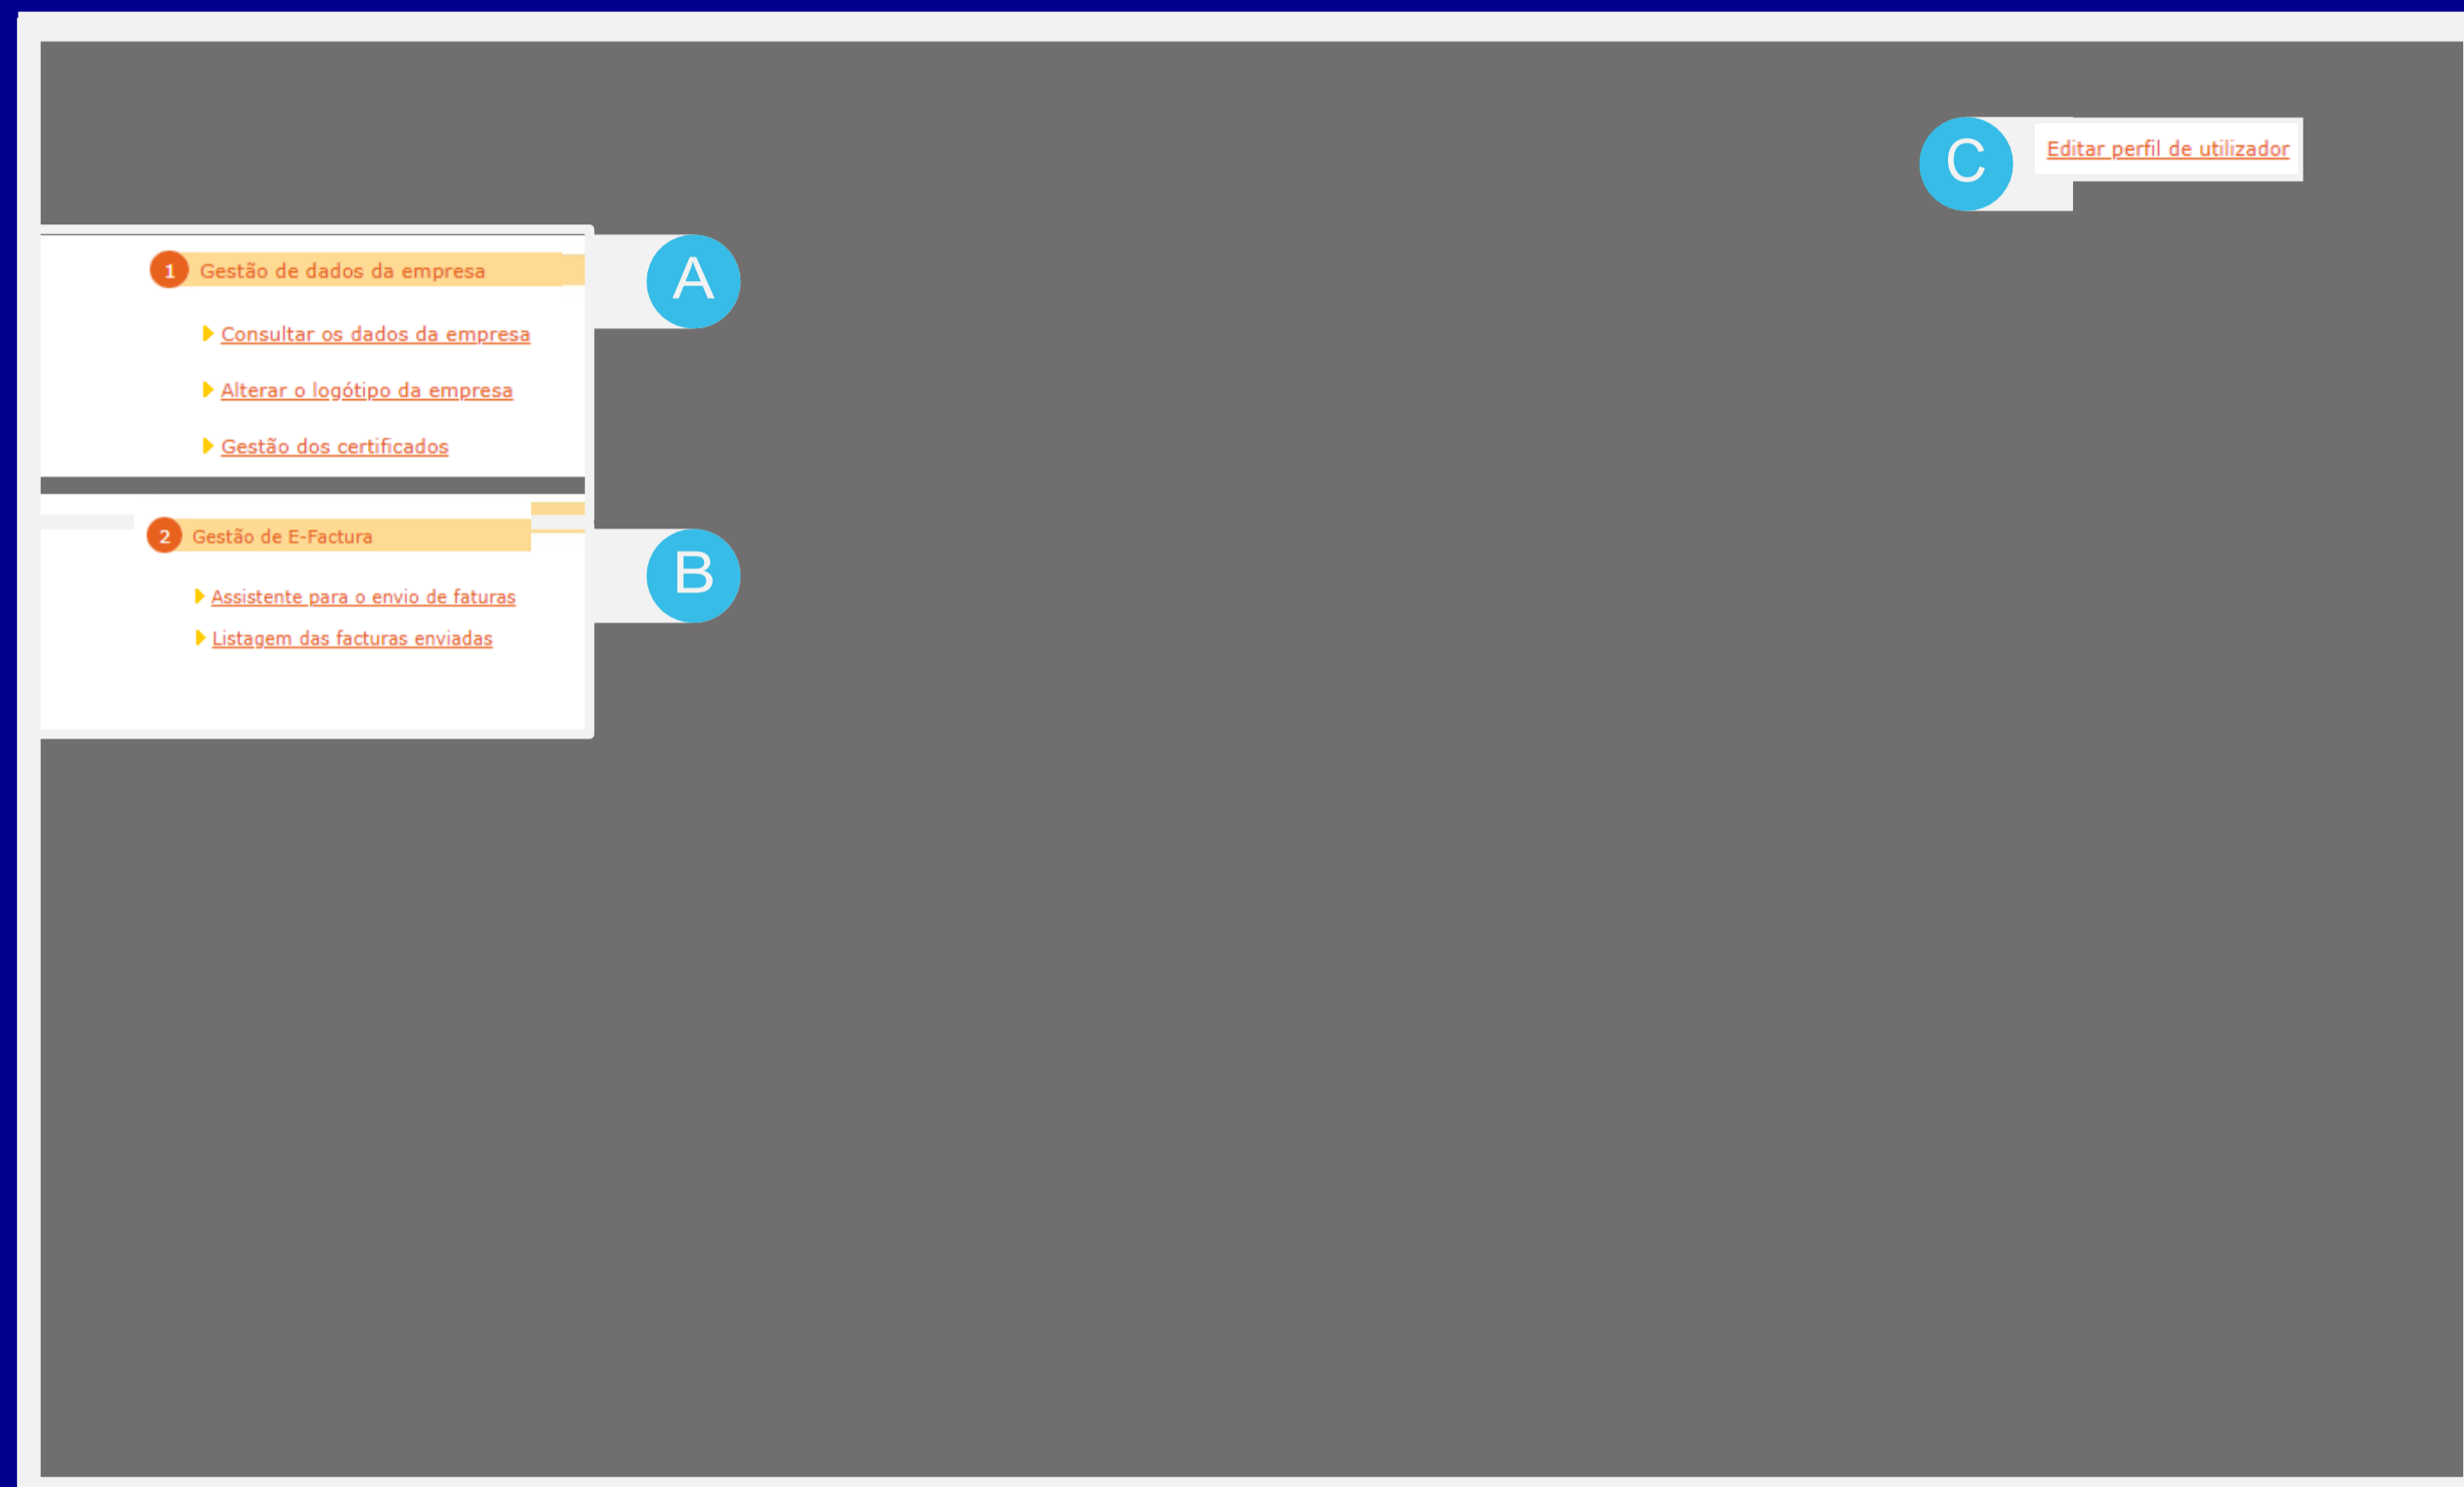 C Editar perfil de utilizador
1 Gestão de dados da empresa
A
Consultar os dados da empresa
Alterar o logótipo da empresa
Gestão dos certificados
2 Gestão de E-Factura
B
Assistente para o envio de faturas
Listagem das facturas enviadas